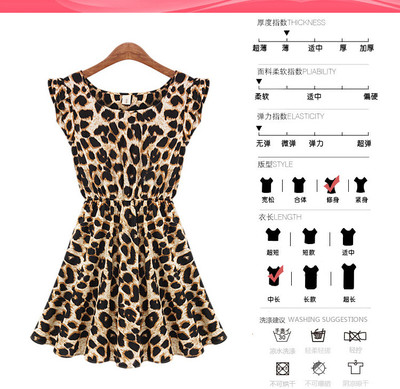 厚度指数THICKNESS
超薄 薄 适中 厚 加厚
面料柔软指数PLIABILITY
柔软 适中 偏硬
弹力指数ELASTICITY
无弹 微弹 弹力 超弹
版型STYLE
宽松 合体 修身 紧身
衣长LENGTH
超短 短款 适中
中长 长款 超长
洗涤建议 WASHING SUGGESTIONS
30
不可烘干 不可熨烫